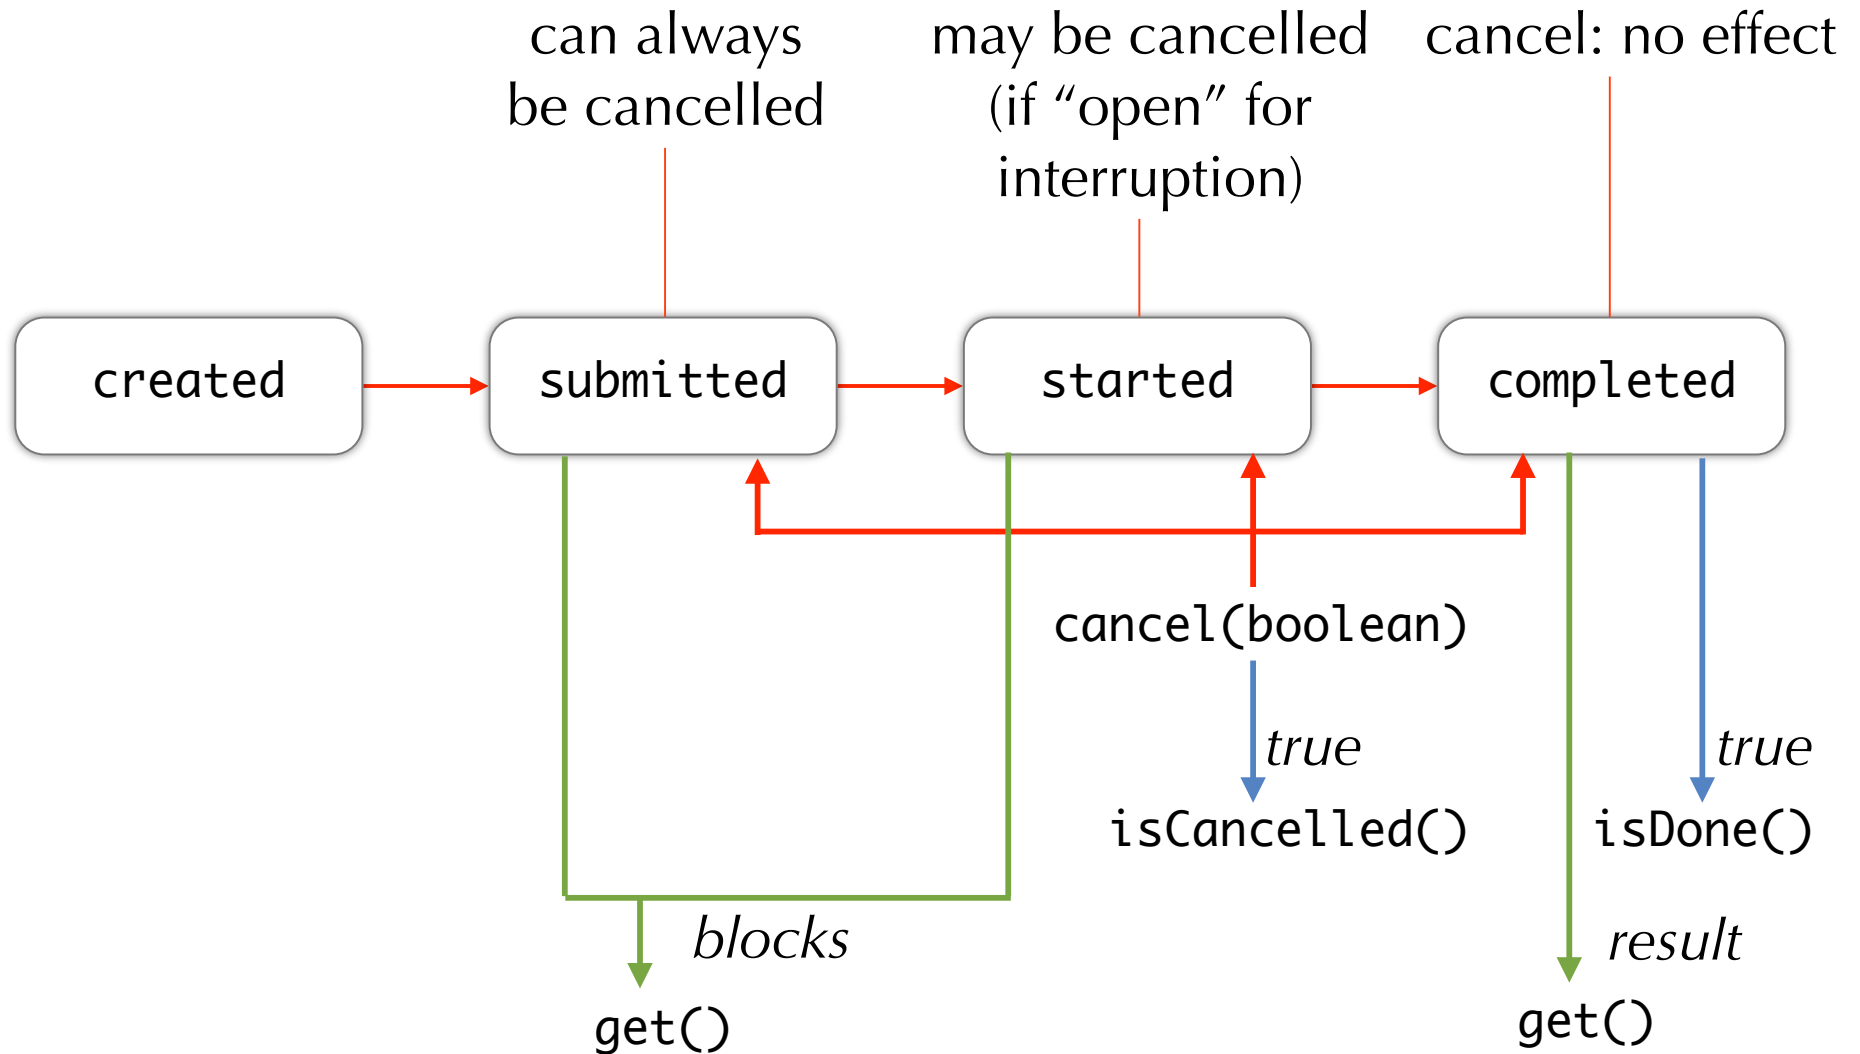 can always
be cancelled
may be cancelled
(if “open” for
interruption)
cancel: no effect
created
submitted
started
completed
cancel(boolean)
true
true
isCancelled()
isDone()
blocks
result
get()
get()